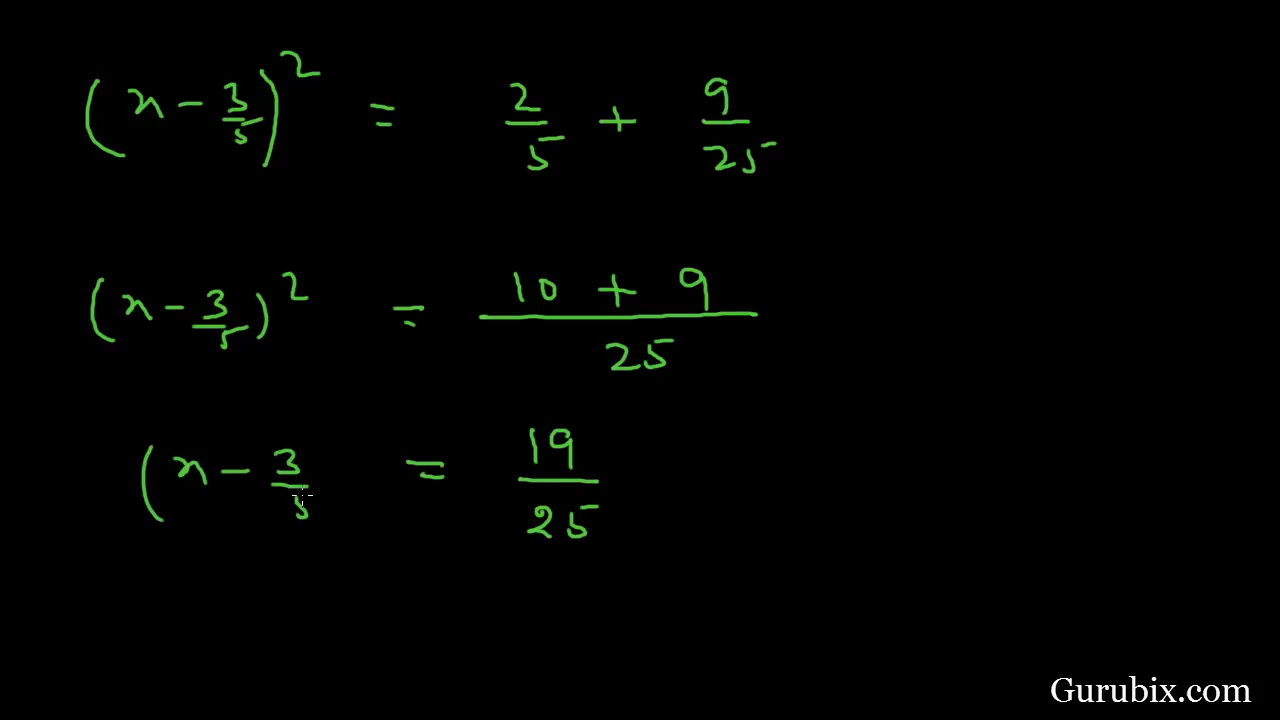 (x - 3/5)^2 = 2/5 + 9/25
(x - 3/5)^2 = (10 + 9)/25
(x - 3/5 = 19/25
Gurubix.com